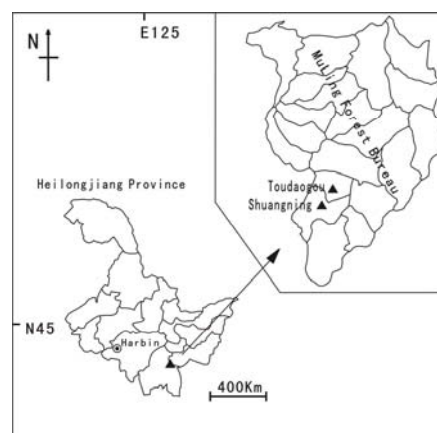 E125
N
MuLing Forest Bureau
Toudaogou
Shuangning
Heilongjiang Province
N45
Harbin
400Km